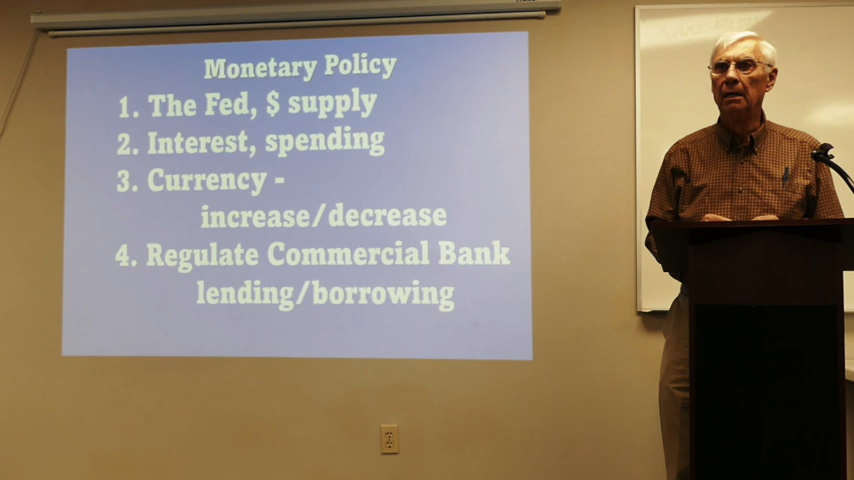 Monetary Policy
1. The Fed, $ supply
2. Interest, spending
3. Currency -
increase/decrease
4. Regulate Commercial Bank
lending/borrowing